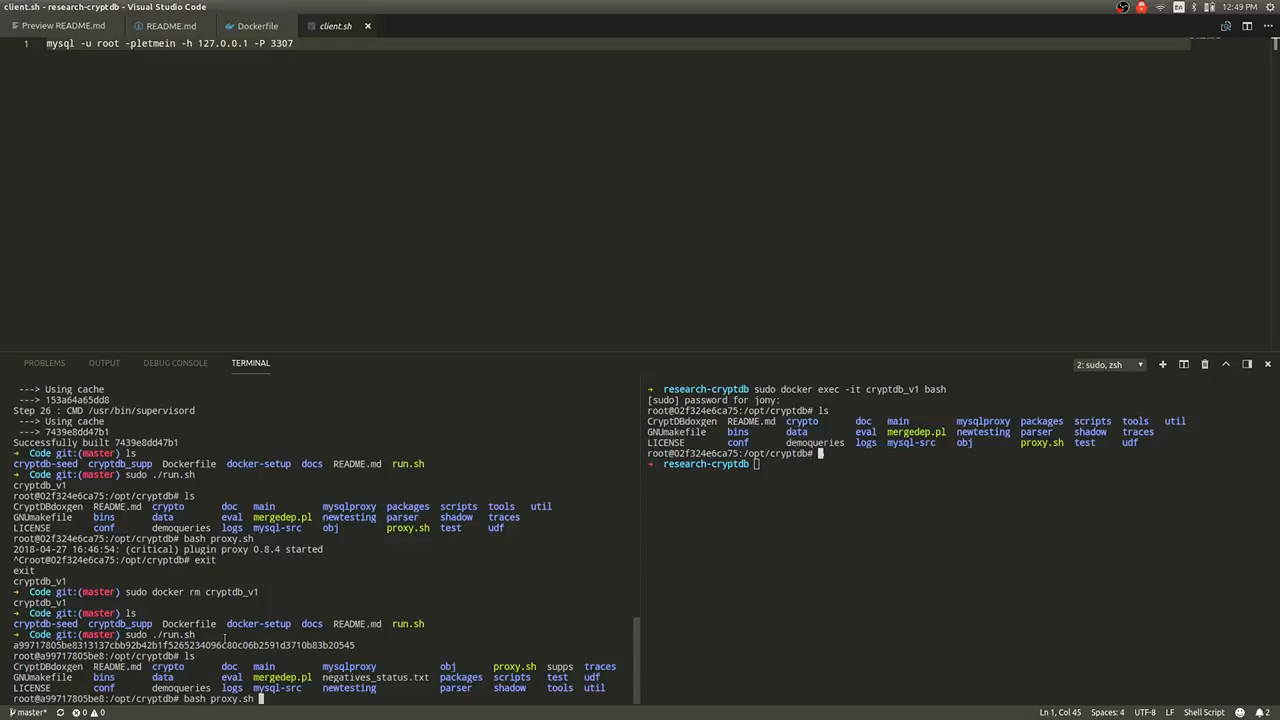 client.sh - research-cryptdb - Visual Studio Code
En
12:49 PM
Preview README.md
README.md
Dockerfile
client.sh
1 mysql -u root -pletmein -h 127.0.0.1 -P 3307
PROBLEMS OUTPUT DEBUG CONSOLE TERMINAL
2: sudo, zsh
---> Using cache
---> 153a64a65dd8
Step 26 : CMD /usr/bin/supervisord
---> Using cache
---> 7439e8dd47b1
Successfully built 7439e8dd47b1
➜ Code git:(master) ls
cryptdb-seed cryptdb_supp Dockerfile docker-setup docs README.md run.sh
➜ Code git:(master) sudo ./run.sh
cryptdb_v1
root@02f324e6ca75:/opt/cryptdb# ls
CryptDBdoxgen README.md crypto doc main mysqlproxy packages scripts tools util
GNUmakefile bins data eval mergedep.pl newtesting parser shadow traces
LICENSE conf demoqueries logs mysql-src obj proxy.sh test udf
root@02f324e6ca75:/opt/cryptdb# bash proxy.sh
2018-04-27 16:46:54: (critical) plugin proxy 0.8.4 started
^Croot@02f324e6ca75:/opt/cryptdb# exit
exit
cryptdb_v1
➜ Code git:(master) sudo docker rm cryptdb_v1
cryptdb_v1
➜ Code git:(master) ls
cryptdb-seed cryptdb_supp Dockerfile docker-setup docs README.md run.sh
➜ Code git:(master) sudo ./run.sh
a99717805be8313137cbb92b42b1f5265234096c80c06b2591d3710b83b20545
root@a99717805be8:/opt/cryptdb# ls
CryptDBdoxgen README.md crypto doc main mysqlproxy obj proxy.sh supps traces
GNUmakefile bins data eval mergedep.pl negatives_status.txt packages scripts test udf
LICENSE conf demoqueries logs mysql-src newtesting parser shadow tools util
root@a99717805be8:/opt/cryptdb# bash proxy.sh
➜ research-cryptdb sudo docker exec -it cryptdb_v1 bash
[sudo] password for jony:
root@02f324e6ca75:/opt/cryptdb# ls
CryptDBdoxgen README.md crypto doc main mysqlproxy packages scripts tools util
GNUmakefile bins data eval mergedep.pl newtesting parser shadow traces
LICENSE conf demoqueries logs mysql-src obj proxy.sh test udf
root@02f324e6ca75:/opt/cryptdb#
➜ research-cryptdb
master* 0 0
Ln 1, Col 45 Spaces: 4 UTF-8 LF Shell Script 2